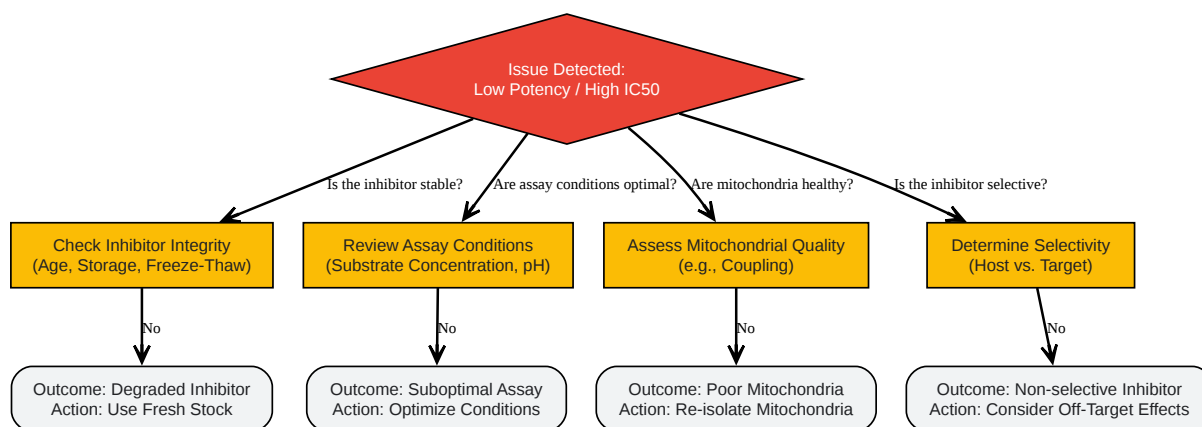 Issue Detected:
Low Potency / High IC50
Is the inhibitor stable?
Are assay conditions optimal?
Are mitochondria healthy?
Is the inhibitor selective?
Check Inhibitor Integrity
(Age, Storage, Freeze-Thaw)
Review Assay Conditions
(Substrate Concentration, pH)
Assess Mitochondrial Quality
(e.g., Coupling)
Determine Selectivity
(Host vs. Target)
No
No
No
No
Outcome: Degraded Inhibitor
Action: Use Fresh Stock
Outcome: Suboptimal Assay
Action: Optimize Conditions
Outcome: Poor Mitochondria
Action: Re-isolate Mitochondria
Outcome: Non-selective Inhibitor
Action: Consider Off-Target Effects